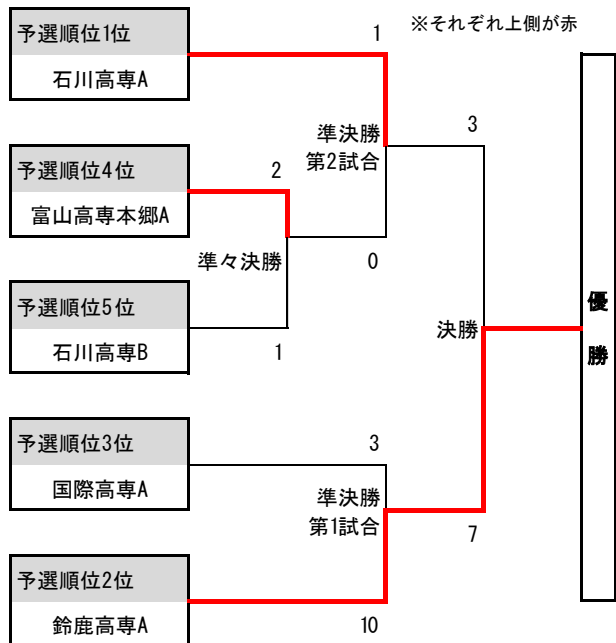 ※それぞれ上側が赤
予選順位1位
石川高専A
1
準決勝
第2試合
3
予選順位4位
富山高専本郷A
2
準々決勝
0
予選順位5位
石川高専B
1
決勝
優
勝
予選順位3位
国際高専A
3
準決勝
第1試合
7
予選順位2位
鈴鹿高専A
10